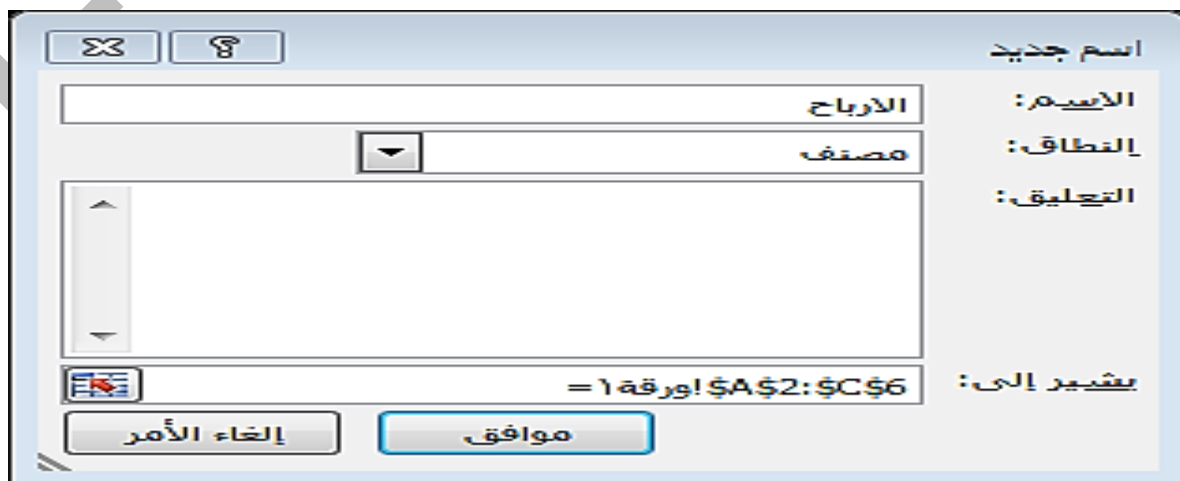 اسم جديد
الاسم: الارباح
النطاق: مصنف
التعليق:
يشير إلى: =ورقة١!$A$2:$C$6
موافق إلغاء الأمر